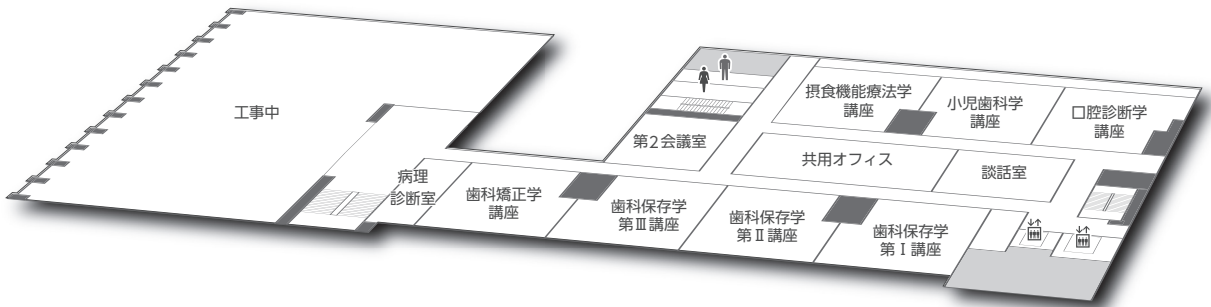 工事中
病理
診断室
歯科矯正学
講座
歯科保存学
第Ⅲ講座
歯科保存学
第Ⅱ講座
歯科保存学
第Ⅰ講座
第2会議室
摂食機能療法学
講座
小児歯科学
講座
口腔診断学
講座
共用オフィス
談話室